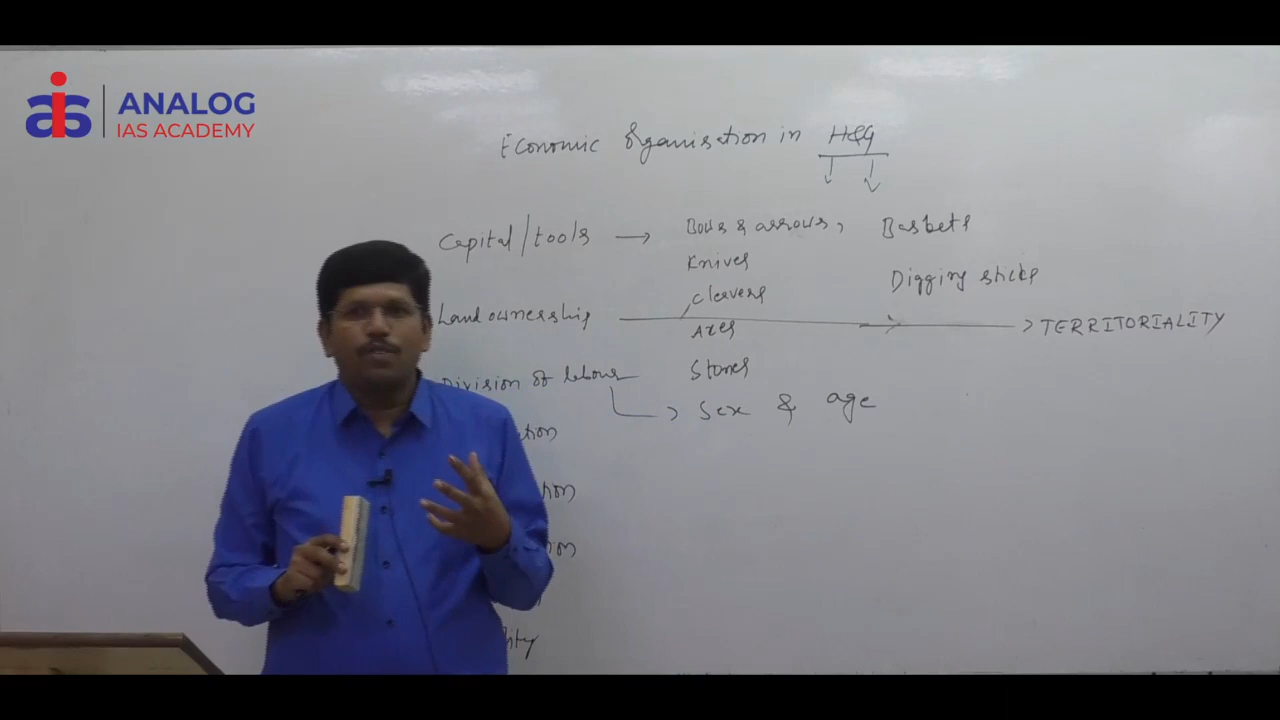 ANALOG
IAS ACADEMY
Economic Organisation in H&G
Capital/tools → Bows & arrows, Baskets
Knives
Cleavers
Digging sticks
Land ownership → TERRITORIALITY
Axes
Stones
Division of labour → Sex & age